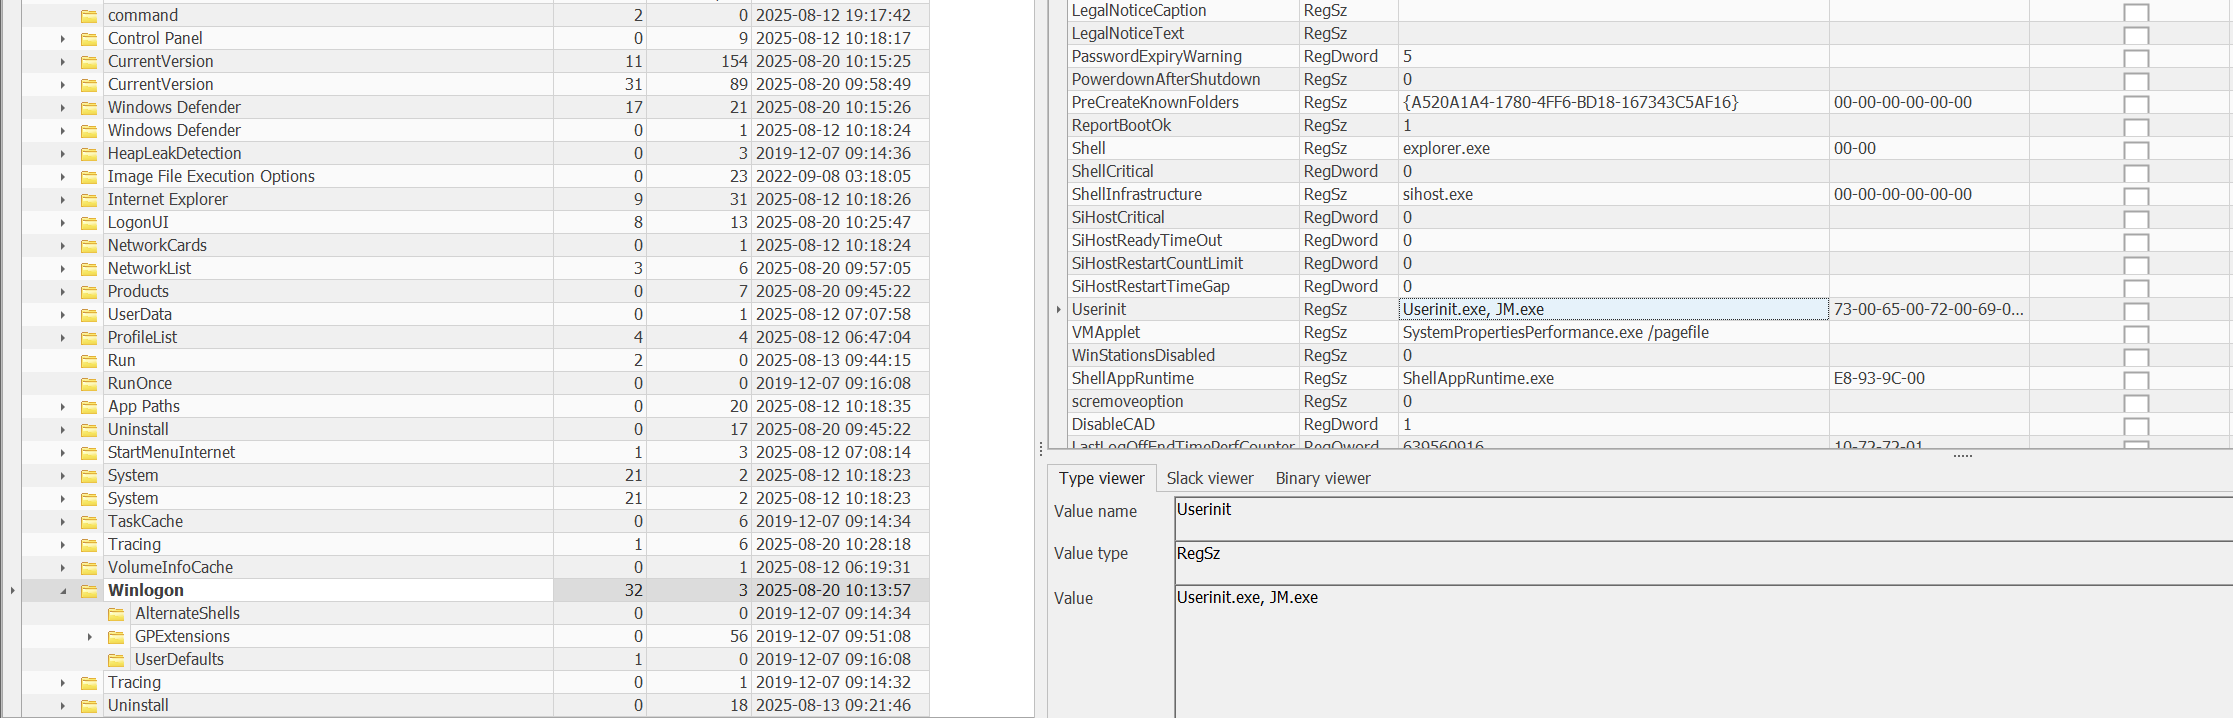 command 2 0 2025-08-12 19:17:42
Control Panel 0 9 2025-08-12 10:18:17
CurrentVersion 11 154 2025-08-20 10:15:25
CurrentVersion 31 89 2025-08-20 09:58:49
Windows Defender 17 21 2025-08-20 10:15:26
Windows Defender 0 1 2025-08-12 10:18:24
HeapLeakDetection 0 3 2019-12-07 09:14:36
Image File Execution Options 0 23 2022-09-08 03:18:05
Internet Explorer 9 31 2025-08-12 10:18:26
LogonUI 8 13 2025-08-20 10:25:47
NetworkCards 0 1 2025-08-12 10:18:24
NetworkList 3 6 2025-08-20 09:57:05
Products 0 7 2025-08-20 09:45:22
UserData 0 1 2025-08-12 07:07:58
ProfileList 4 4 2025-08-12 06:47:04
Run 2 0 2025-08-13 09:44:15
RunOnce 0 0 2019-12-07 09:16:08
App Paths 0 20 2025-08-12 10:18:35
Uninstall 0 17 2025-08-20 09:45:22
StartMenuInternet 1 3 2025-08-12 07:08:14
System 21 2 2025-08-12 10:18:23
System 21 2 2025-08-12 10:18:23
TaskCache 0 6 2019-12-07 09:14:34
Tracing 1 6 2025-08-20 10:28:18
VolumeInfoCache 0 1 2025-08-12 06:19:31
Winlogon 32 3 2025-08-20 10:13:57
AlternateShells 0 0 2019-12-07 09:14:34
GPExtensions 0 56 2019-12-07 09:51:08
UserDefaults 1 0 2019-12-07 09:16:08
Tracing 0 1 2019-12-07 09:14:32
Uninstall 0 18 2025-08-13 09:21:46
LegalNoticeCaption RegSz
LegalNoticeText RegSz
PasswordExpiryWarning RegDword 5
PowerdownAfterShutdown RegSz 0
PreCreateKnownFolders RegSz {A520A1A4-1780-4FF6-BD18-167343C5AF16} 00-00-00-00-00-00
ReportBootOk RegSz 1
Shell RegSz explorer.exe 00-00
ShellCritical RegDword 0
ShellInfrastructure RegSz sihost.exe 00-00-00-00-00-00
SiHostCritical RegDword 0
SiHostReadyTimeOut RegDword 0
SiHostRestartCountLimit RegDword 0
SiHostRestartTimeGap RegDword 0
Userinit RegSz Userinit.exe, JM.exe 73-00-65-00-72-00-69-0...
VMApplet RegSz SystemPropertiesPerformance.exe /pagefile
WinStationsDisabled RegSz 0
ShellAppRuntime RegSz ShellAppRuntime.exe E8-93-9C-00
scremoveoption RegSz 0
DisableCAD RegDword 1
LastLogOffEndTimePerfCounter RegQword 639560916 10-72-72-01
Type viewer Slack viewer Binary viewer
Value name Userinit
Value type RegSz
Value Userinit.exe, JM.exe